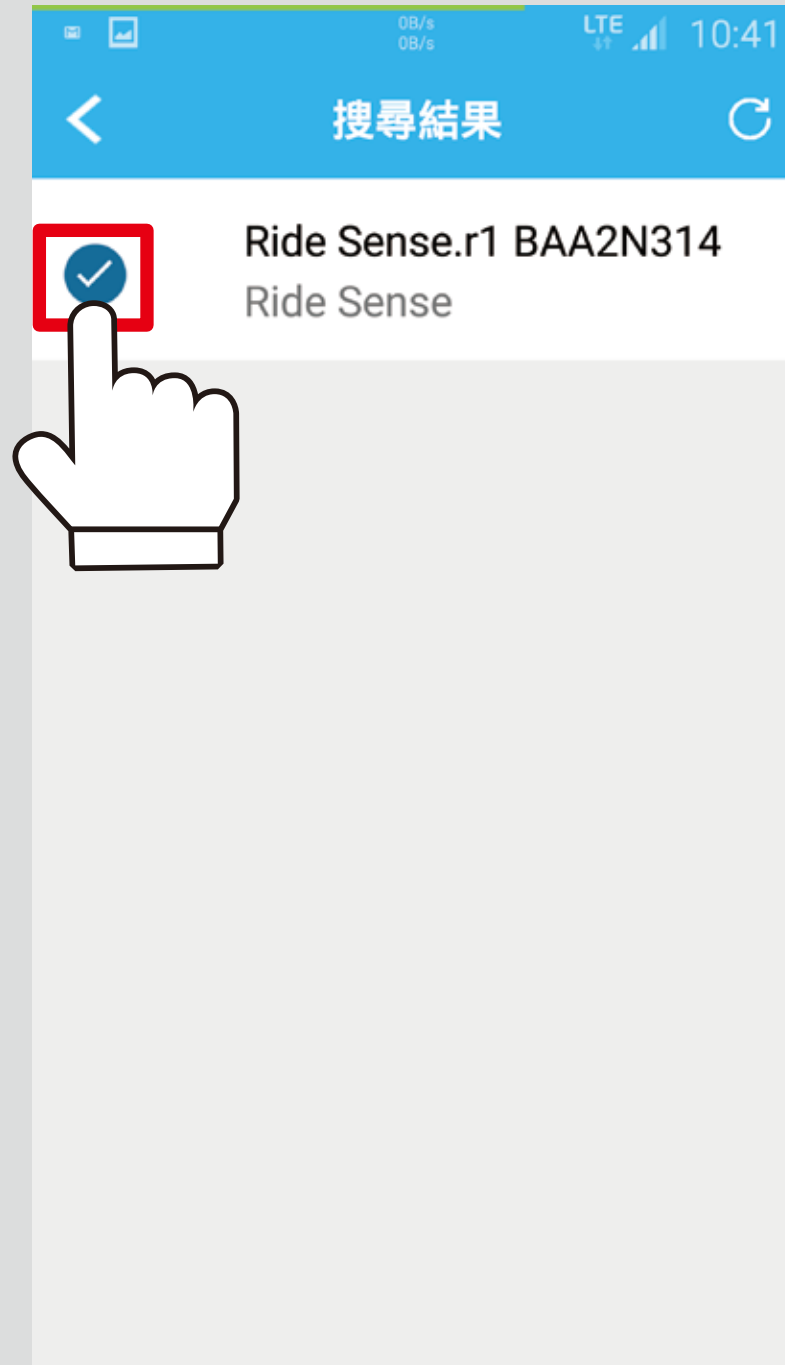 0B/s
0B/s
LTE
10:41
搜尋結果
Ride Sense.r1 BAA2N314
Ride Sense